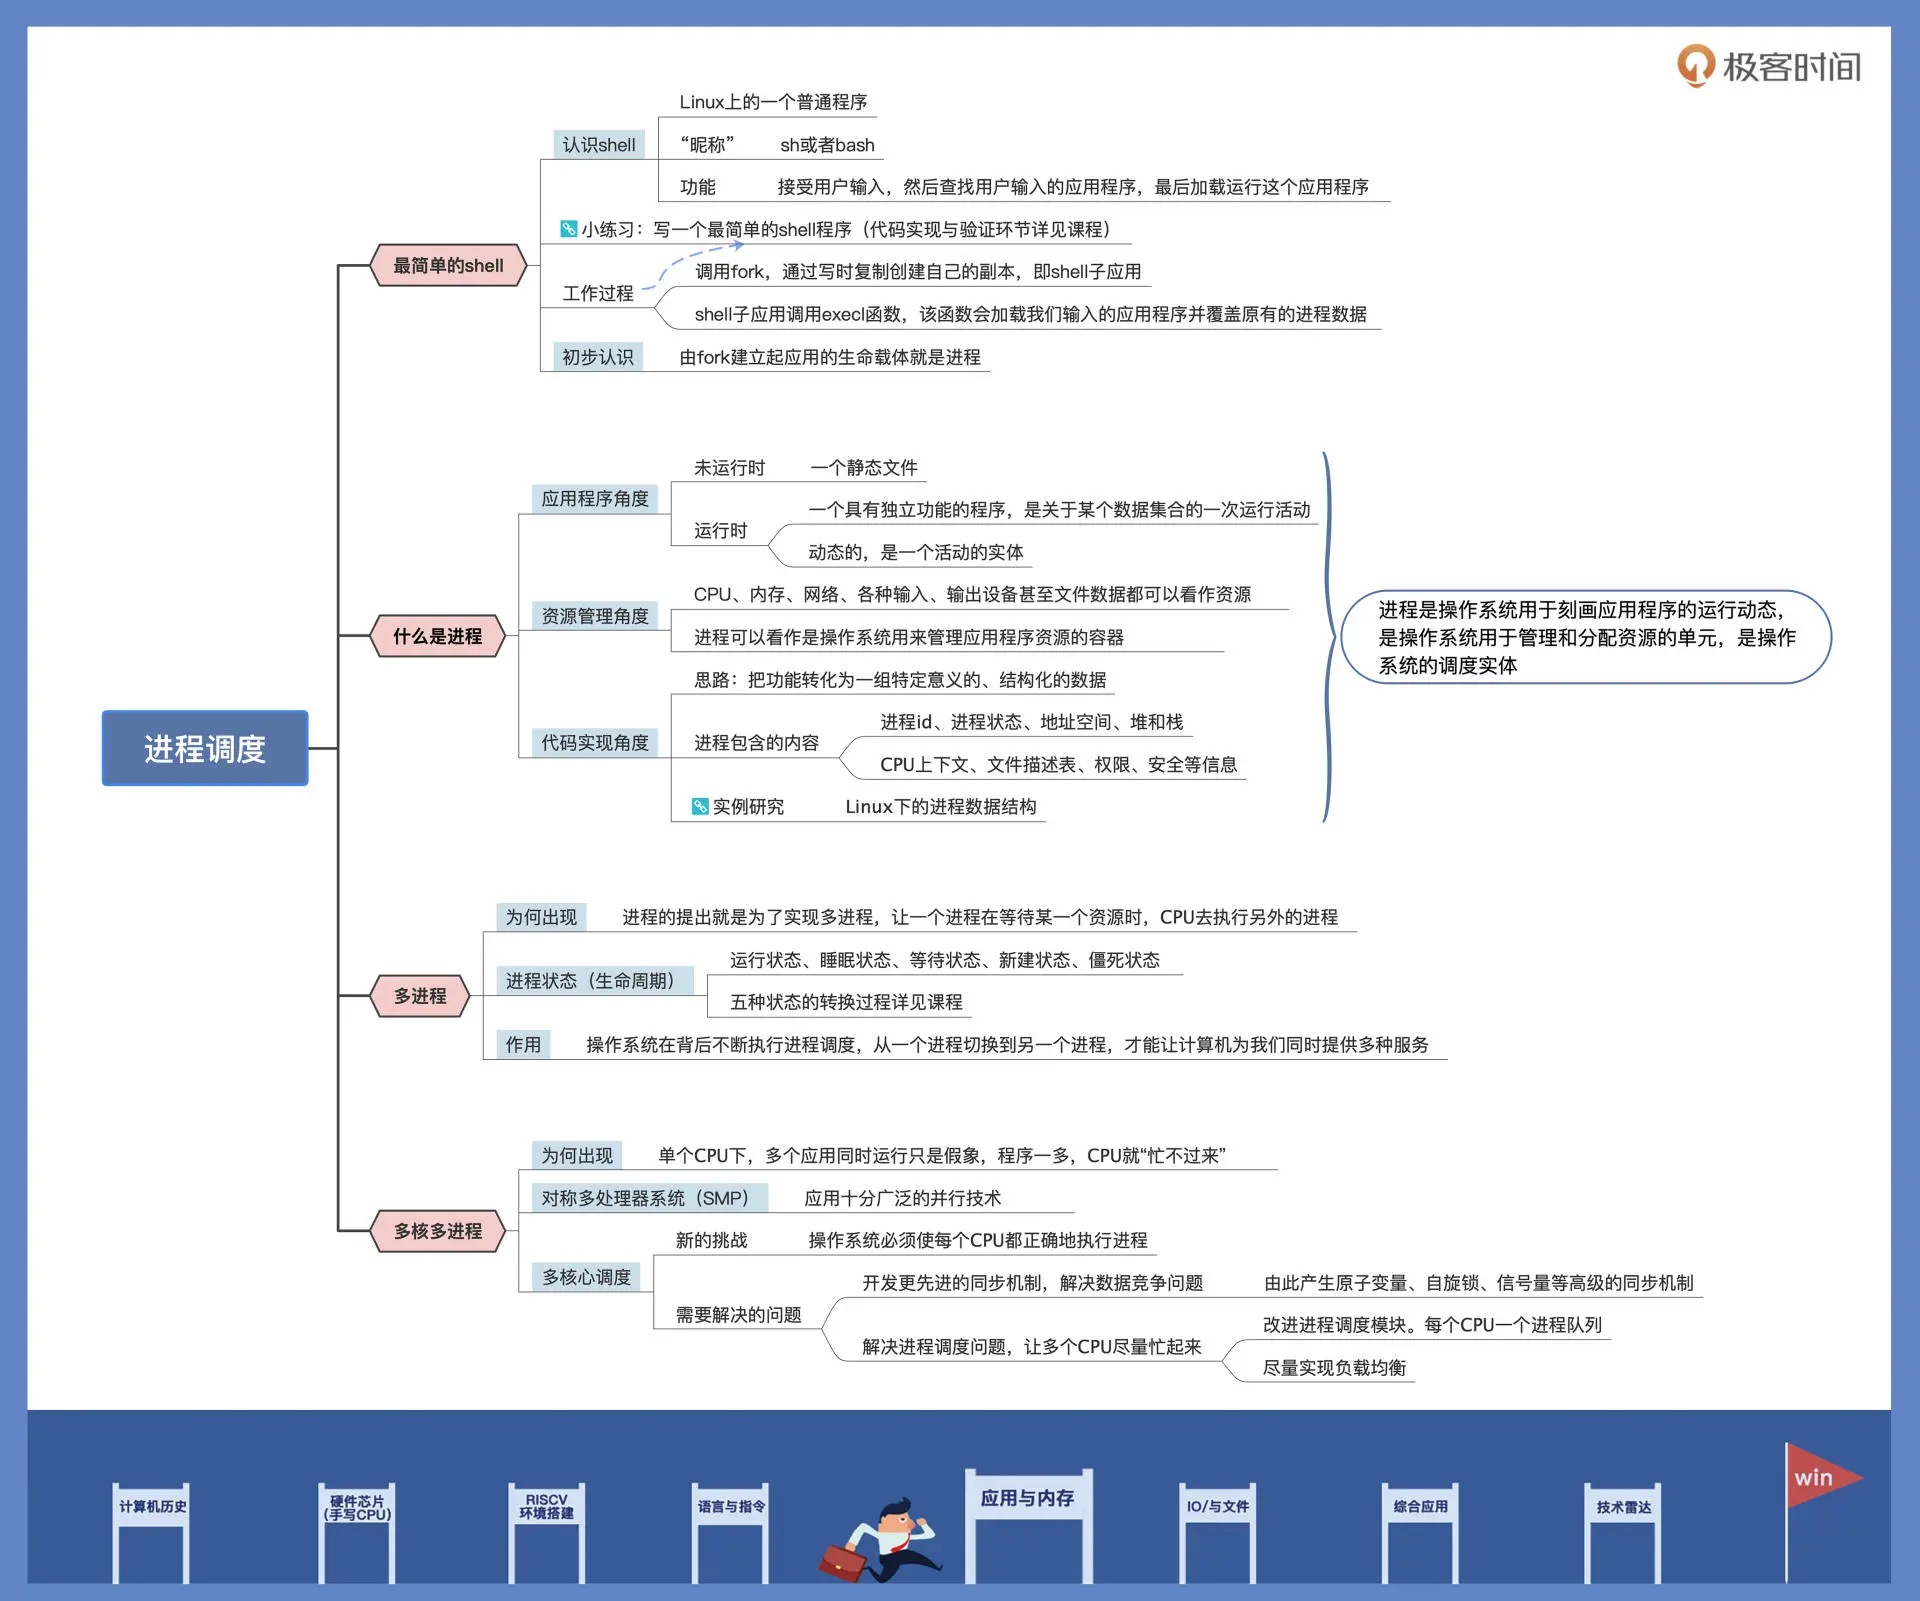 极客时间
进程调度
最简单的shell
认识shell
Linux上的一个普通程序
“昵称” sh或者bash
功能 接受用户输入，然后查找用户输入的应用程序，最后加载运行这个应用程序
小练习：写一个最简单的shell程序（代码实现与验证环节详见课程）
工作过程
调用fork，通过写时复制创建自己的副本，即shell子应用
shell子应用调用execl函数，该函数会加载我们输入的应用程序并覆盖原有的进程数据
初步认识 由fork建立起应用的生命载体就是进程
什么是进程
应用程序角度
未运行时 一个静态文件
运行时
一个具有独立功能的程序，是关于某个数据集合的一次运行活动
动态的，是一个活动的实体
资源管理角度
CPU、内存、网络、各种输入、输出设备甚至文件数据都可以看作资源
进程可以看作是操作系统用来管理应用程序资源的容器
代码实现角度
思路：把功能转化为一组特定意义的、结构化的数据
进程包含的内容
进程id、进程状态、地址空间、堆和栈
CPU上下文、文件描述表、权限、安全等信息
实例研究 Linux下的进程数据结构
进程是操作系统用于刻画应用程序的运行动态，
是操作系统用于管理和分配资源的单元，是操作
系统的调度实体
多进程
为何出现 进程的提出就是为了实现多进程，让一个进程在等待某一个资源时，CPU去执行另外的进程
进程状态（生命周期）
运行状态、睡眠状态、等待状态、新建状态、僵死状态
五种状态的转换过程详见课程
作用 操作系统在背后不断执行进程调度，从一个进程切换到另一个进程，才能让计算机为我们同时提供多种服务
多核多进程
为何出现 单个CPU下，多个应用同时运行只是假象，程序一多，CPU就“忙不过来”
对称多处理器系统（SMP） 应用十分广泛的并行技术
多核心调度
新的挑战 操作系统必须使每个CPU都正确地执行进程
需要解决的问题
开发更先进的同步机制，解决数据竞争问题 由此产生原子变量、自旋锁、信号量等高级的同步机制
解决进程调度问题，让多个CPU尽量忙起来
改进进程调度模块。每个CPU一个进程队列
尽量实现负载均衡
计算机历史
硬件芯片
(手写CPU)
RISCV
环境搭建
语言与指令
应用与内存
IO/与文件
综合应用
技术雷达
win